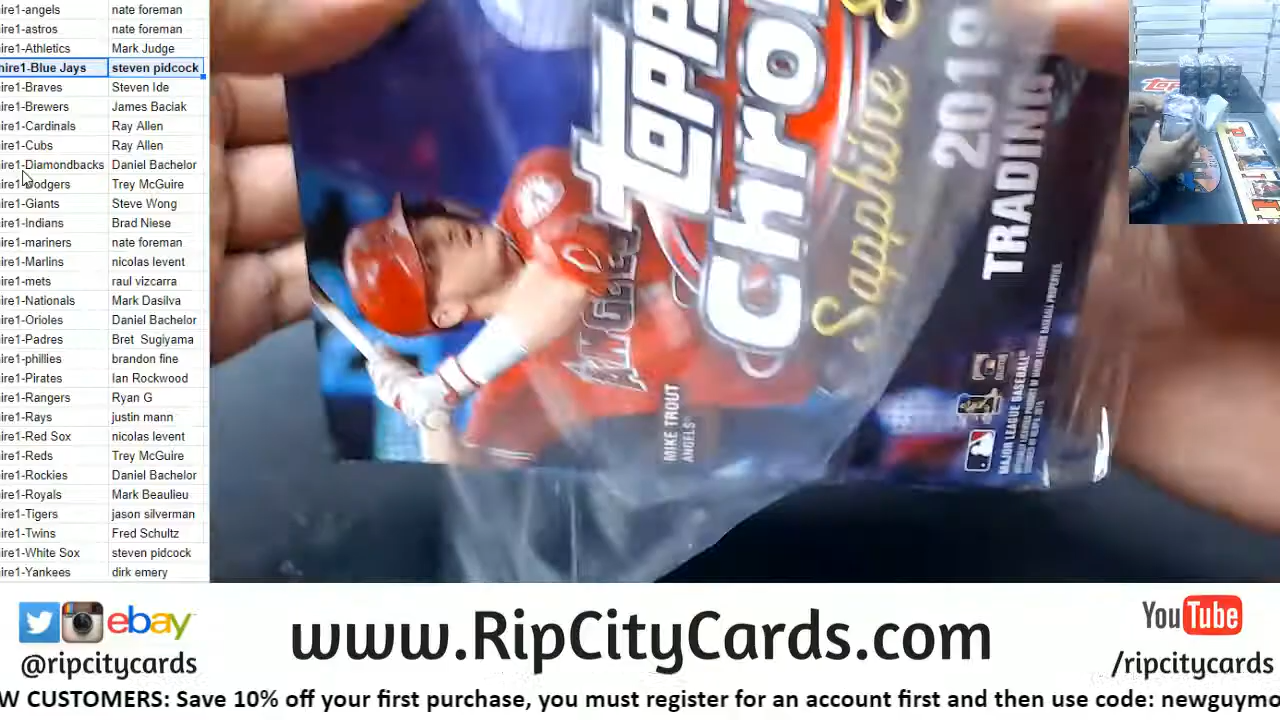 ire1-angels nate foreman
ire1-astros nate foreman
ire1-Athletics Mark Judge
hire1-Blue Jays steven pidcock
ire1-Braves Steven Ide
ire1-Brewers James Baciak
ire1-Cardinals Ray Allen
ire1-Cubs Ray Allen
ire1-Diamondbacks Daniel Bachelor
ire1-Dodgers Trey McGuire
ire1-Giants Steve Wong
ire1-Indians Brad Niese
ire1-mariners nate foreman
ire1-Marlins nicolas levent
ire1-mets raul vizcarra
ire1-Nationals Mark Dasilva
ire1-Orioles Daniel Bachelor
ire1-Padres Bret Sugiyama
ire1-phillies brandon fine
ire1-Pirates Ian Rockwood
ire1-Rangers Ryan G
ire1-Rays justin mann
ire1-Red Sox nicolas levent
ire1-Reds Trey McGuire
ire1-Rockies Daniel Bachelor
ire1-Royals Mark Beaulieu
ire1-Tigers jason silverman
ire1-Twins Fred Schultz
ire1-White Sox steven pidcock
ire1-Yankees dirk emery
Topps
Chro
Sapphire E
2019
TRADING
Angels
MIKE TROUT
ANGELS
MAJOR LEAGUE BASEBALL
ebay
@ripcitycards
www.RipCityCards.com
YouTube
/ripcitycards
W CUSTOMERS: Save 10% off your first purchase, you must register for an account first and then use code: newguymo